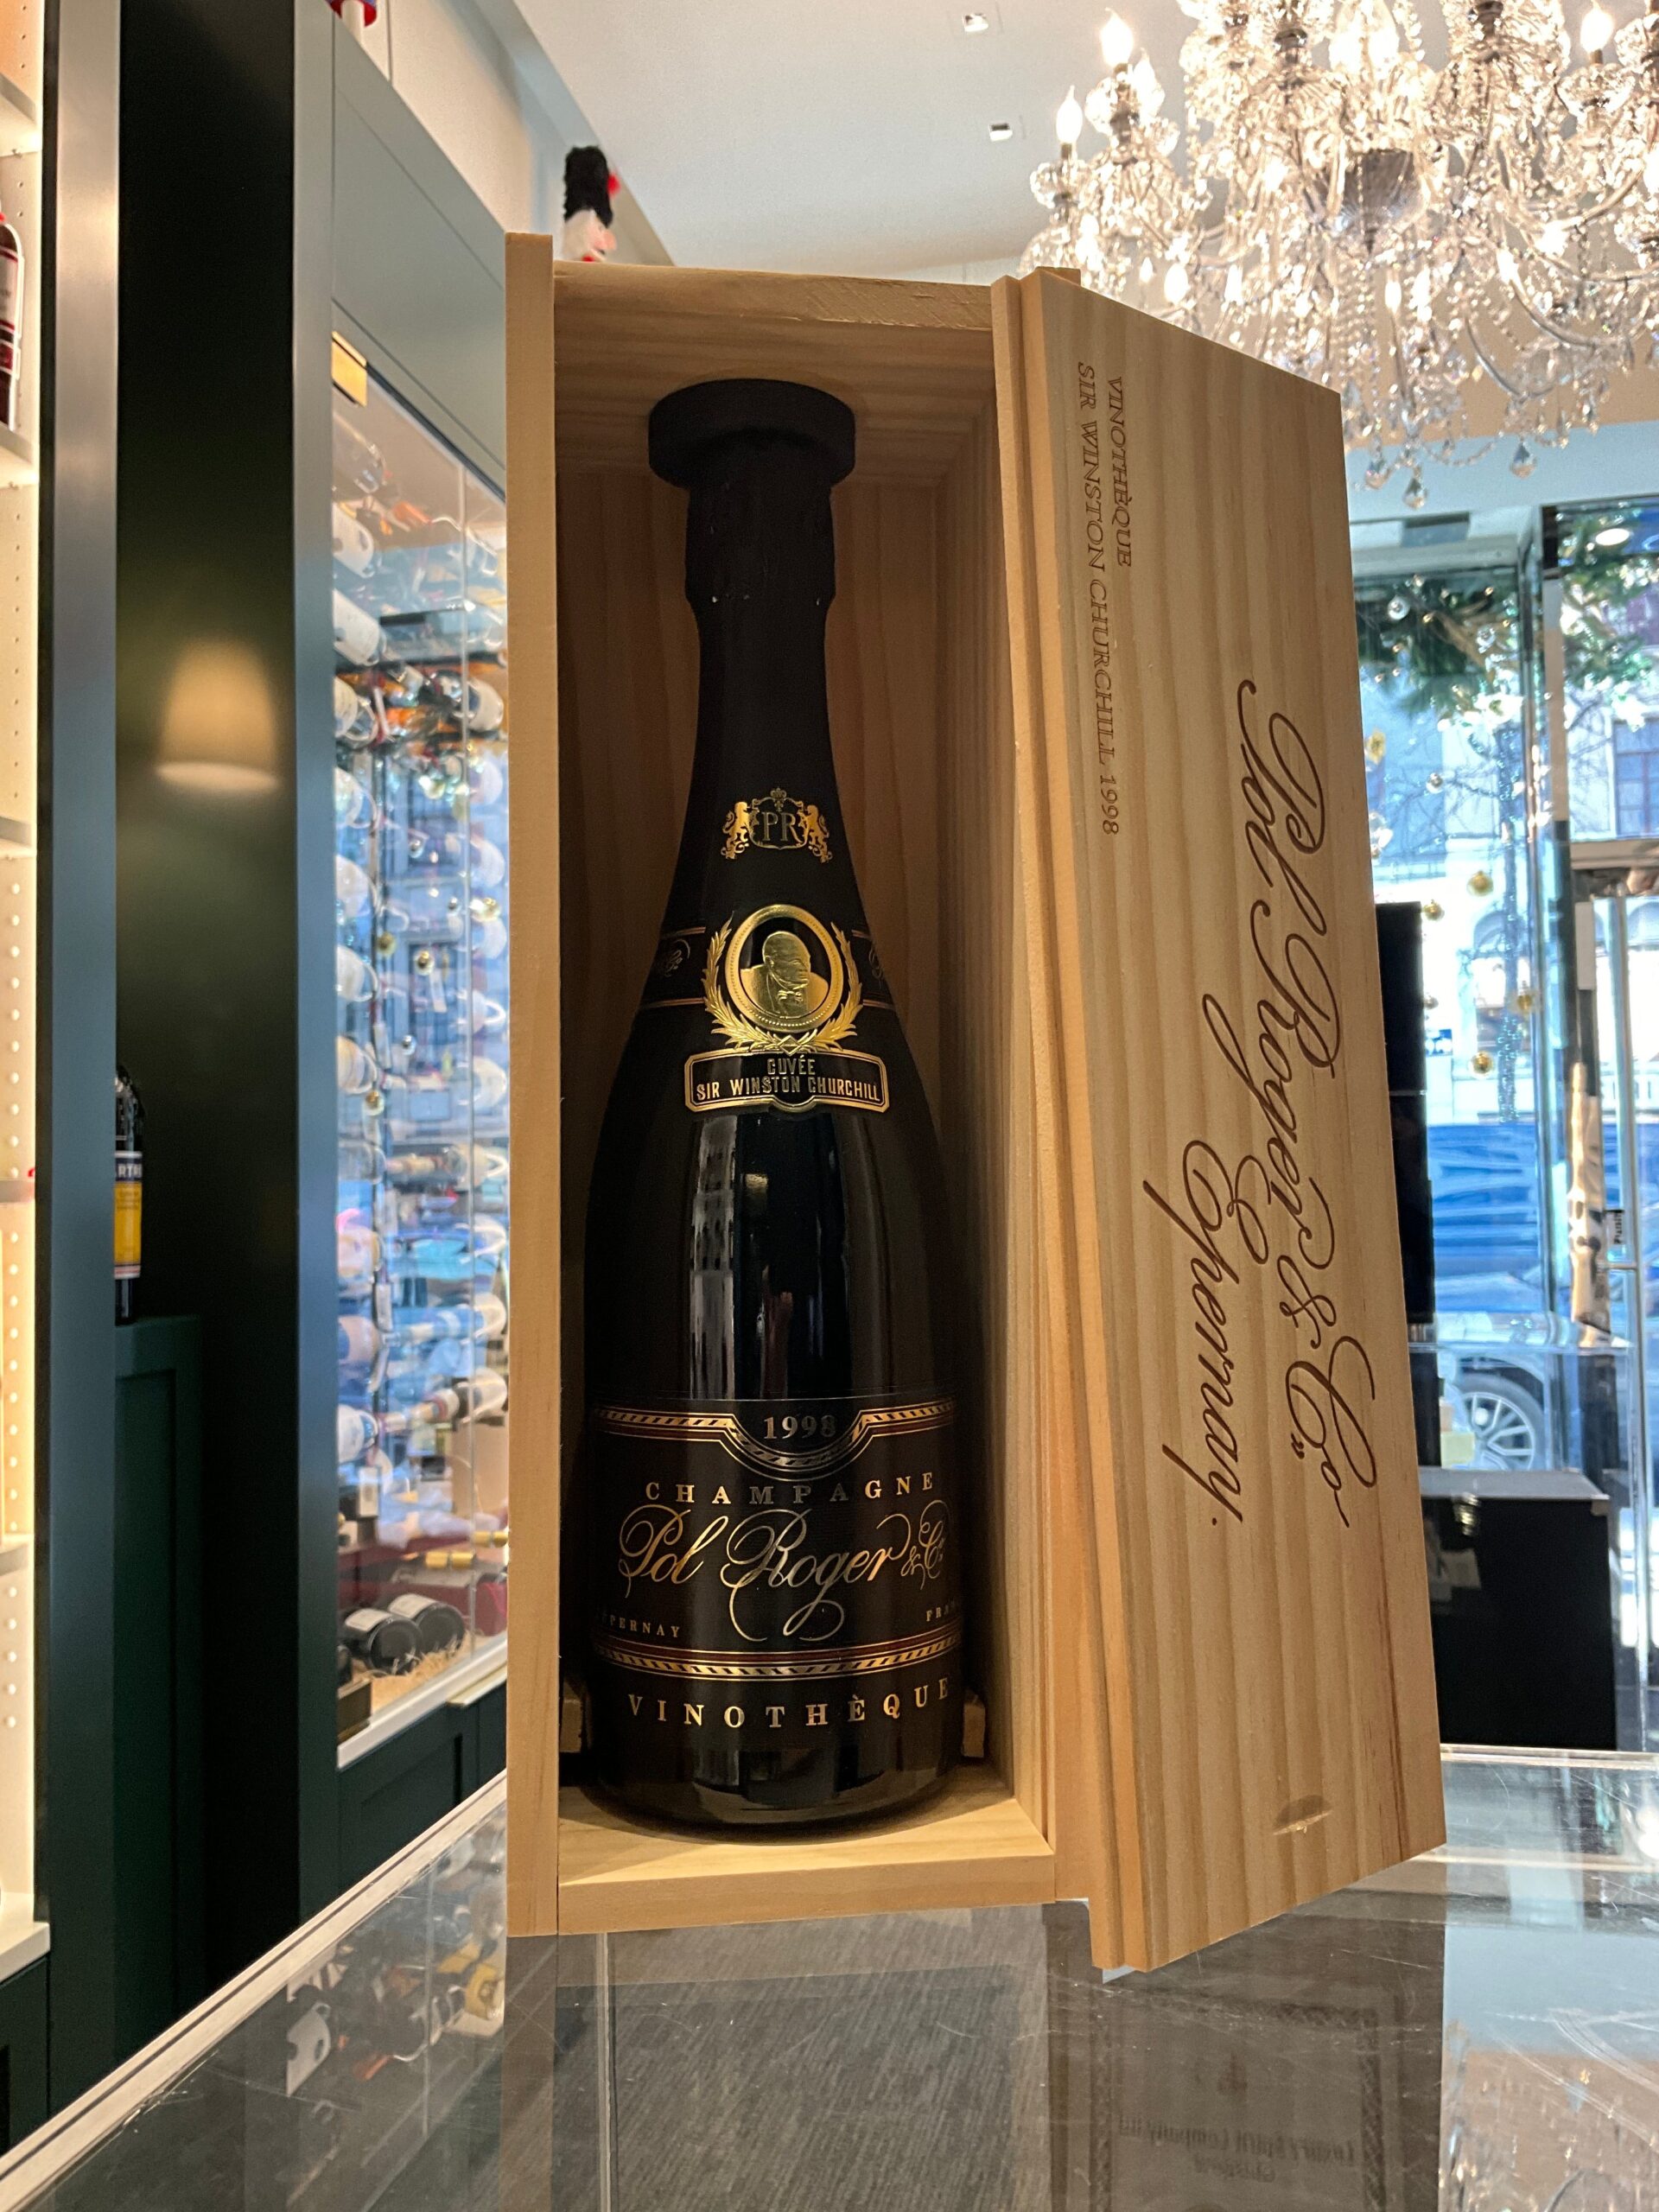 PR
CUVÉE
SIR WINSTON CHURCHILL
1998
CHAMPAGNE
Pol Roger & Co
VINOTHÈQUE
VINOTHÈQUE
SIR WINSTON CHURCHILL 1998
Pol Roger & Co
Epernay.